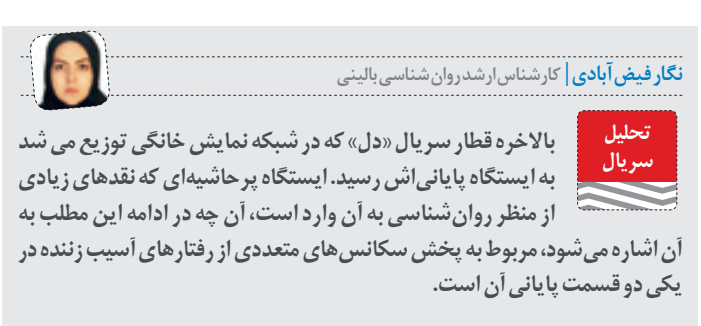 نگار فیض‌آبادی | کارشناس ارشد روان شناسی بالینی
تحلیل
سریال
بالاخره قطار سریال «دل» که در شبکه نمایش خانگی توزیع می شد
به ایستگاه پایانی‌اش رسید. ایستگاه پرحاشیه‌ای که نقدهای زیادی
از منظر روان‌شناسی به آن وارد است، آن چه در ادامه این مطلب به
آن اشاره می‌شود، مربوط به پخش سکانس‌های متعددی از رفتارهای آسیب زننده در
یکی دو قسمت پایانی آن است.